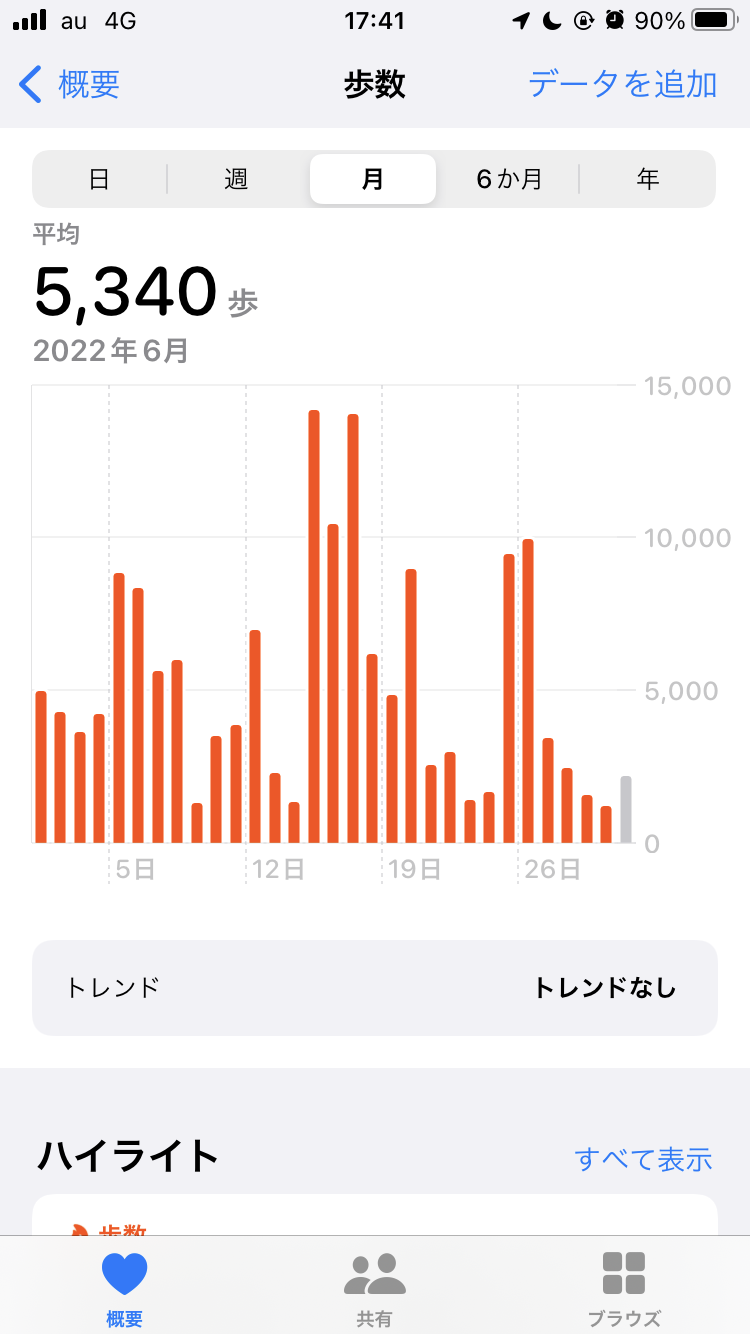 au 4G 17:41 90%
概要 歩数 データを追加
日 週 月 6か月 年
平均
5,340 歩
2022年6月
15,000
10,000
5,000
0
5日 12日 19日 26日
トレンド トレンドなし
ハイライト すべて表示
歩数
概要 共有 ブラウズ